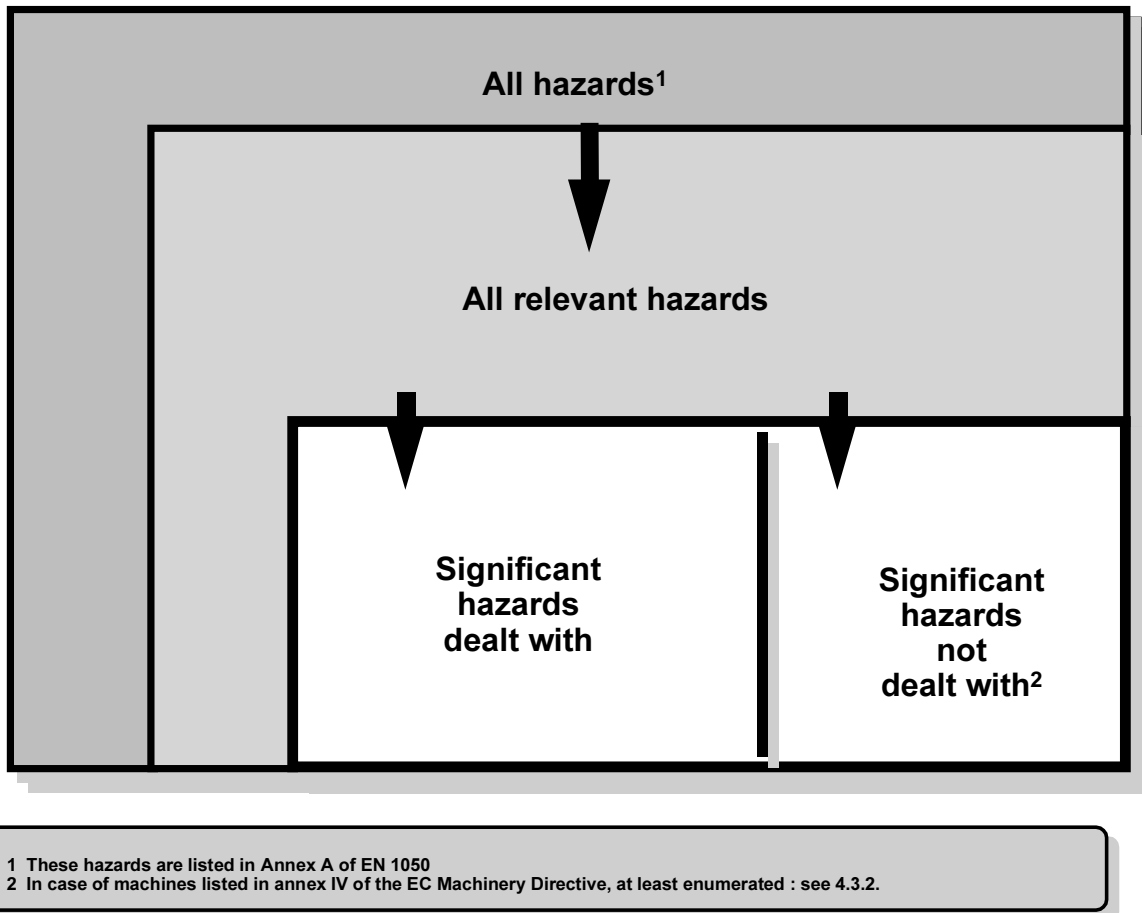 All hazards¹
All relevant hazards
Significant
hazards
dealt with
Significant
hazards
not
dealt with²
1 These hazards are listed in Annex A of EN 1050
2 In case of machines listed in annex IV of the EC Machinery Directive, at least enumerated : see 4.3.2.